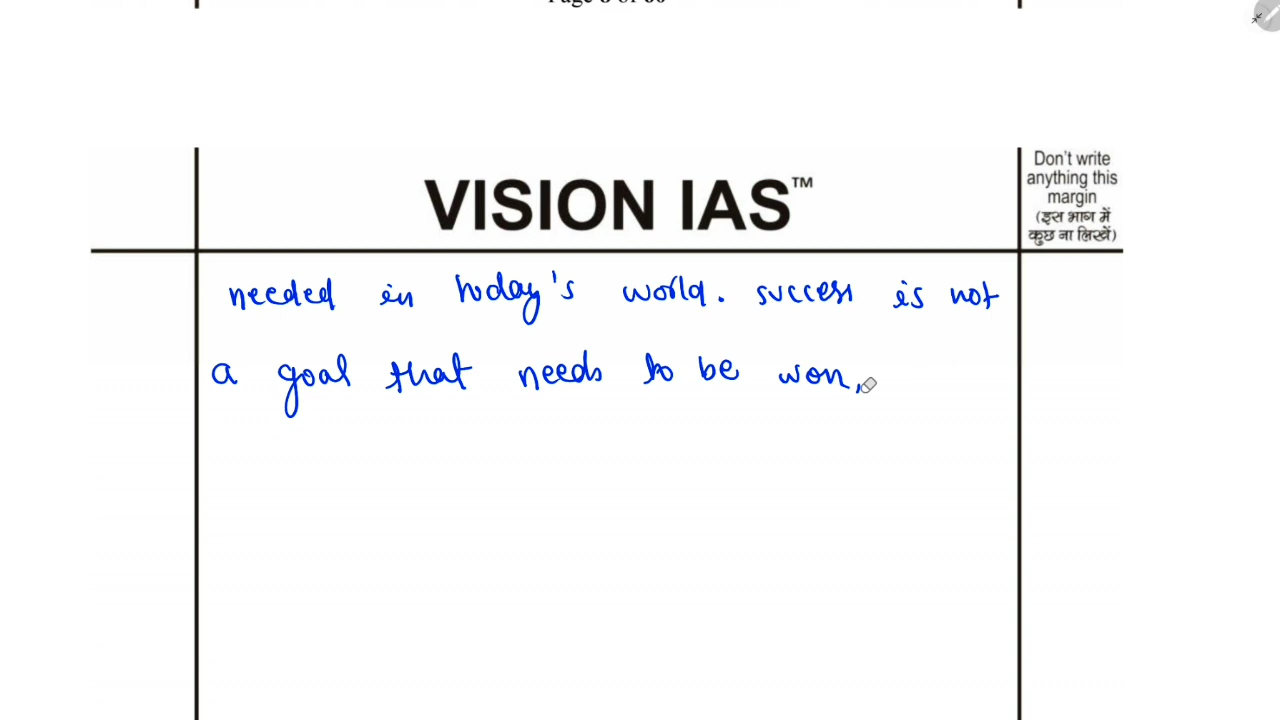 VISION IAS™
Don't write
anything this
margin
(इस भाग में
कुछ ना लिखें)
needed in today's world. success is not
a goal that needs to be won,